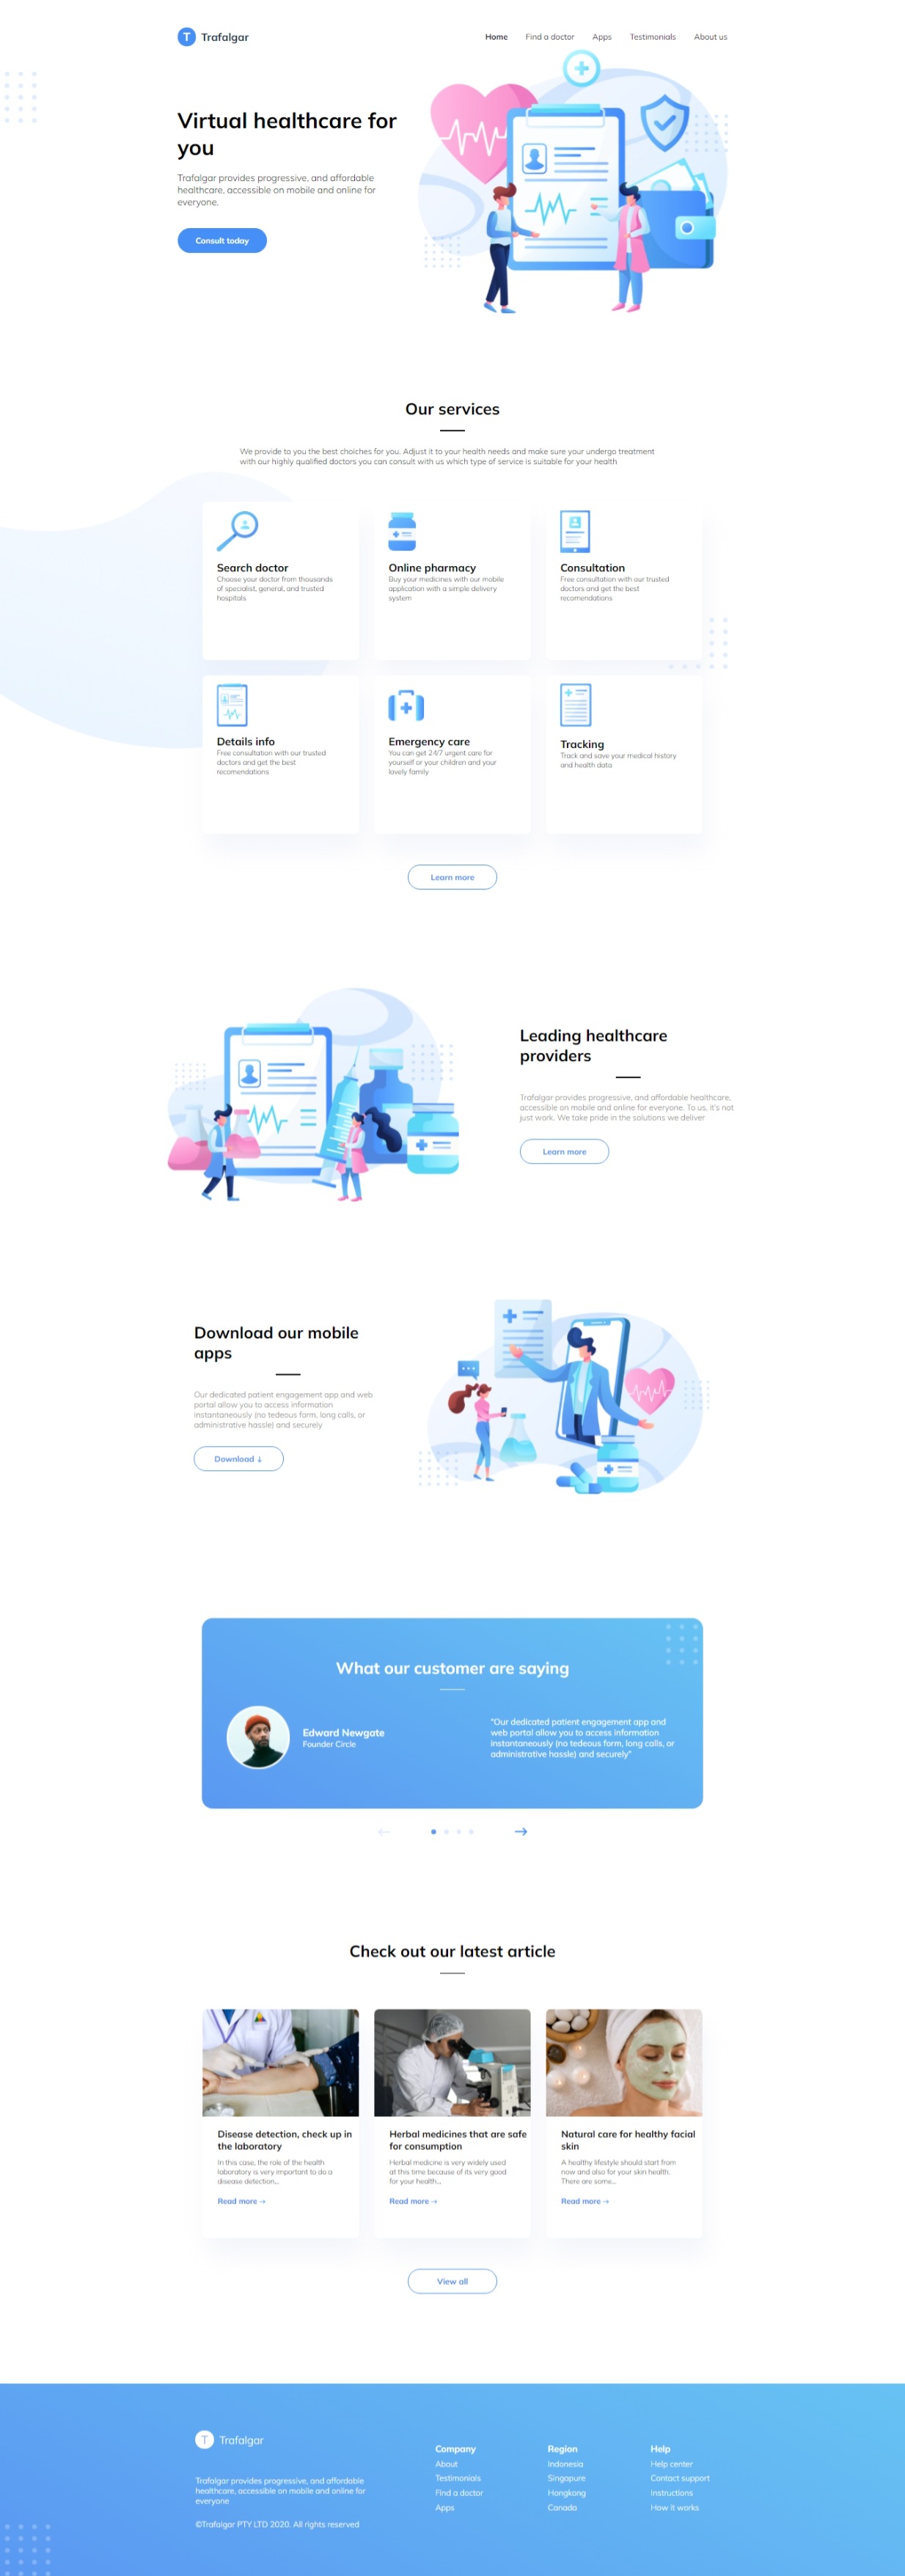 T Trafalgar
Home Find a doctor Apps Testimonials About us
Virtual healthcare for
you
Trafalgar provides progressive, and affordable
healthcare, accessible on mobile and online for
everyone.
Consult today
Our services
We provide to you the best choiches for you. Adjust it to your health needs and make sure your undergo treatment
with our highly qualified doctors you can consult with us which type of service is suitable for your health
Search doctor
Choose your doctor from thousands
of specialist, general, and trusted
hospitals
Online pharmacy
Buy your medicines with our mobile
application with a simple delivery
system
Consultation
Free consultation with our trusted
doctors and get the best
recomendations
Details info
Free consultation with our trusted
doctors and get the best
recomendations
Emergency care
You can get 24/7 urgent care for
yourself or your children and your
lovely family
Tracking
Track and save your medical history
and health data
Learn more
Leading healthcare
providers
Trafalgar provides progressive, and affordable healthcare,
accessible on mobile and online for everyone. To us, it's not
just work. We take pride in the solutions we deliver
Learn more
Download our mobile
apps
Our dedicated patient engagement app and web
portal allow you to access information
instantaneously (no tedeous form, long calls, or
administrative hassle) and securely
Download ↓
What our customer are saying
Edward Newgate
Founder Circle
"Our dedicated patient engagement app and
web portal allow you to access information
instantaneously (no tedeous form, long calls, or
administrative hassle) and securely"
← →
Check out our latest article
Disease detection, check up in
the laboratory
In this case, the role of the health
laboratory is very important to do a
disease detection...
Read more →
Herbal medicines that are safe
for consumption
Herbal medicine is very widely used
at this time because of its very good
for your health...
Read more →
Natural care for healthy facial
skin
A healthy lifestyle should start from
now and also for your skin health.
There are some...
Read more →
View all
T Trafalgar
Trafalgar provides progressive, and affordable
healthcare, accessible on mobile and online for
everyone
©Trafalgar PTY LTD 2020. All rights reserved
Company
About
Testimonials
Find a doctor
Apps
Region
Indonesia
Singapure
Hongkong
Canada
Help
Help center
Contact support
Instructions
How it works